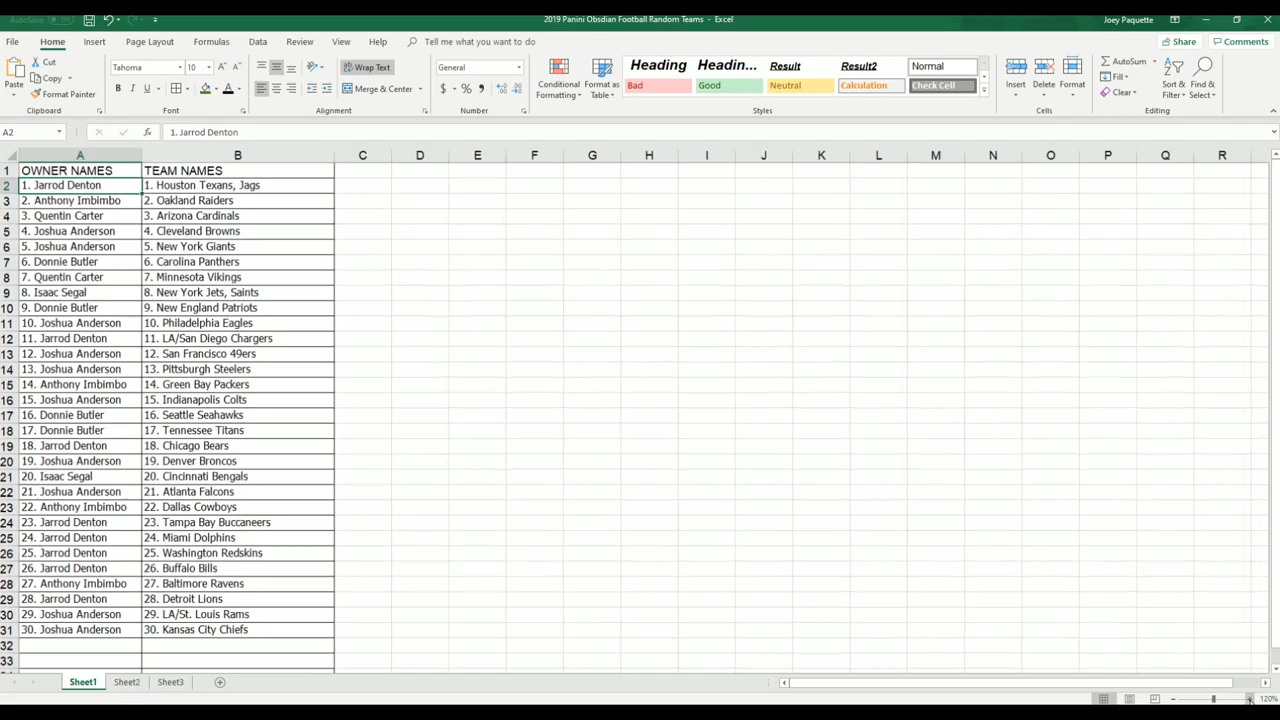 AutoSave Off 2019 Panini Obsdian Football Random Teams - Excel Joey Paquette
File Home Insert Page Layout Formulas Data Review View Help Tell me what you want to do Share Comments
Paste Cut Copy Format Painter Clipboard
Tahoma 10 A A B I U A Font
Wrap Text Merge & Center Alignment
General $ % , Number
Conditional Formatting Format as Table
Heading Headin... Result Result2 Normal
Bad Good Neutral Calculation Check Cell
Styles
Insert Delete Format Cells
AutoSum Fill Clear Sort & Filter Find & Select Editing
A2 fx 1. Jarrod Denton
A B C D E F G H I J K L M N O P Q R
1 OWNER NAMES TEAM NAMES
2 1. Jarrod Denton 1. Houston Texans, Jags
3 2. Anthony Imbimbo 2. Oakland Raiders
4 3. Quentin Carter 3. Arizona Cardinals
5 4. Joshua Anderson 4. Cleveland Browns
6 5. Joshua Anderson 5. New York Giants
7 6. Donnie Butler 6. Carolina Panthers
8 7. Quentin Carter 7. Minnesota Vikings
9 8. Isaac Segal 8. New York Jets, Saints
10 9. Donnie Butler 9. New England Patriots
11 10. Joshua Anderson 10. Philadelphia Eagles
12 11. Jarrod Denton 11. LA/San Diego Chargers
13 12. Joshua Anderson 12. San Francisco 49ers
14 13. Joshua Anderson 13. Pittsburgh Steelers
15 14. Anthony Imbimbo 14. Green Bay Packers
16 15. Joshua Anderson 15. Indianapolis Colts
17 16. Donnie Butler 16. Seattle Seahawks
18 17. Donnie Butler 17. Tennessee Titans
19 18. Jarrod Denton 18. Chicago Bears
20 19. Joshua Anderson 19. Denver Broncos
21 20. Isaac Segal 20. Cincinnati Bengals
22 21. Joshua Anderson 21. Atlanta Falcons
23 22. Anthony Imbimbo 22. Dallas Cowboys
24 23. Jarrod Denton 23. Tampa Bay Buccaneers
25 24. Jarrod Denton 24. Miami Dolphins
26 25. Jarrod Denton 25. Washington Redskins
27 26. Jarrod Denton 26. Buffalo Bills
28 27. Anthony Imbimbo 27. Baltimore Ravens
29 28. Jarrod Denton 28. Detroit Lions
30 29. Joshua Anderson 29. LA/St. Louis Rams
31 30. Joshua Anderson 30. Kansas City Chiefs
32
33
Sheet1 Sheet2 Sheet3
120%